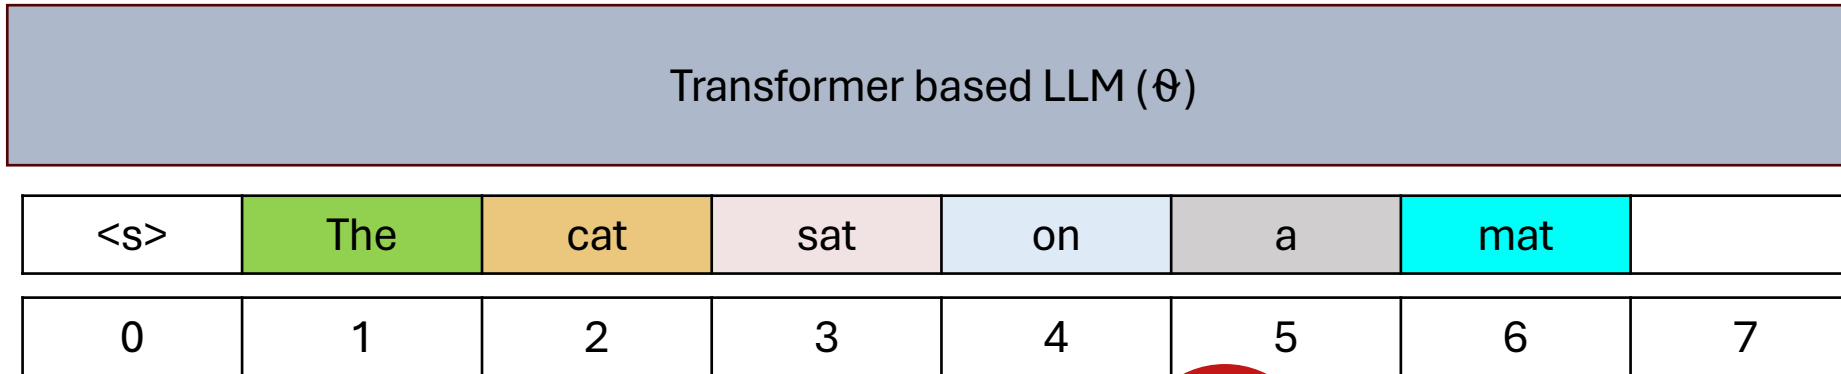 Transformer based LLM (ϑ)
<s> The cat sat on a mat
0 1 2 3 4 5 6 7